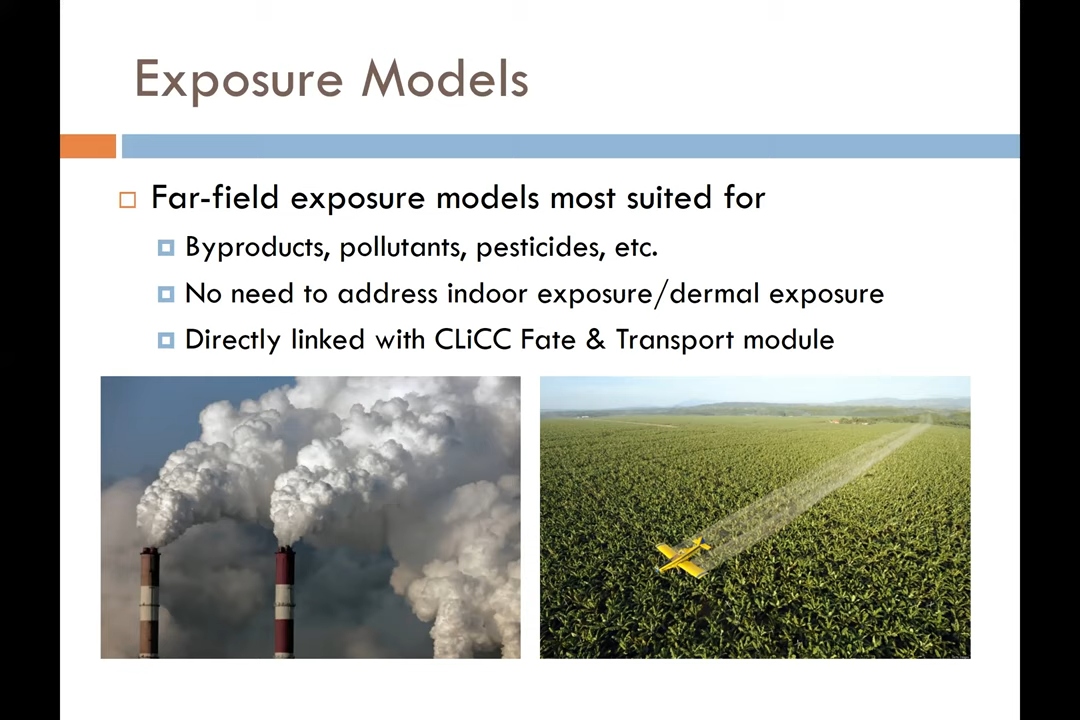 Exposure Models
Far-field exposure models most suited for
Byproducts, pollutants, pesticides, etc.
No need to address indoor exposure/dermal exposure
Directly linked with CLiCC Fate & Transport module